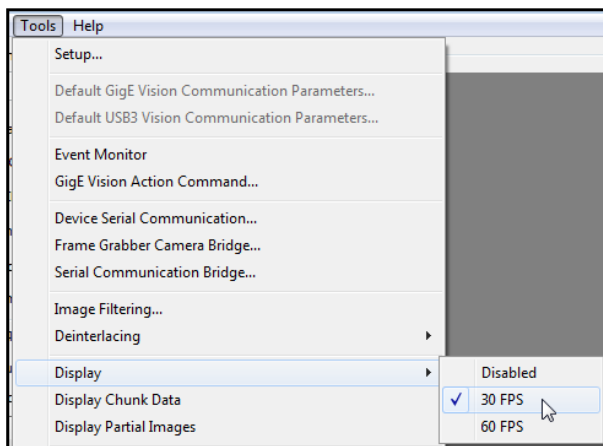 Tools Help
Setup...
Default GigE Vision Communication Parameters...
Default USB3 Vision Communication Parameters...
Event Monitor
GigE Vision Action Command...
Device Serial Communication...
Frame Grabber Camera Bridge...
Serial Communication Bridge...
Image Filtering...
Deinterlacing
Display
Disabled
Display Chunk Data
30 FPS
Display Partial Images
60 FPS